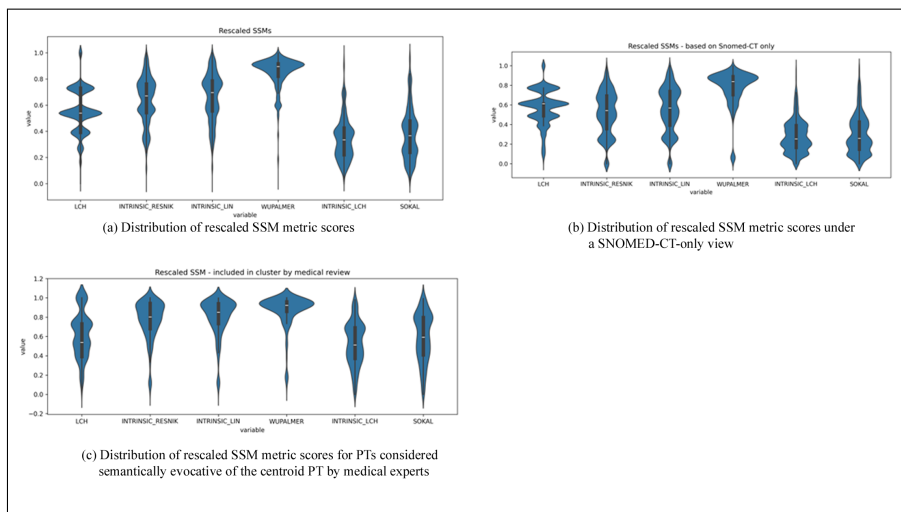 Rescaled SSMs
1.0
0.8
0.6
0.4
0.2
0.0
value
LCH INTRINSIC_RESNIK INTRINSIC_LIN WUPALMER INTRINSIC_LCH SOKAL
variable
(a) Distribution of rescaled SSM metric scores
Rescaled SSMs - based on Snomed-CT only
1.0
0.8
0.6
0.4
0.2
0.0
value
LCH INTRINSIC_RESNIK INTRINSIC_LIN WUPALMER INTRINSIC_LCH SOKAL
variable
(b) Distribution of rescaled SSM metric scores under
a SNOMED-CT-only view
Rescaled SSM - included in cluster by medical review
1.2
1.0
0.8
0.6
0.4
0.2
0.0
−0.2
value
LCH INTRINSIC_RESNIK INTRINSIC_LIN WUPALMER INTRINSIC_LCH SOKAL
variable
(c) Distribution of rescaled SSM metric scores for PTs considered
semantically evocative of the centroid PT by medical experts